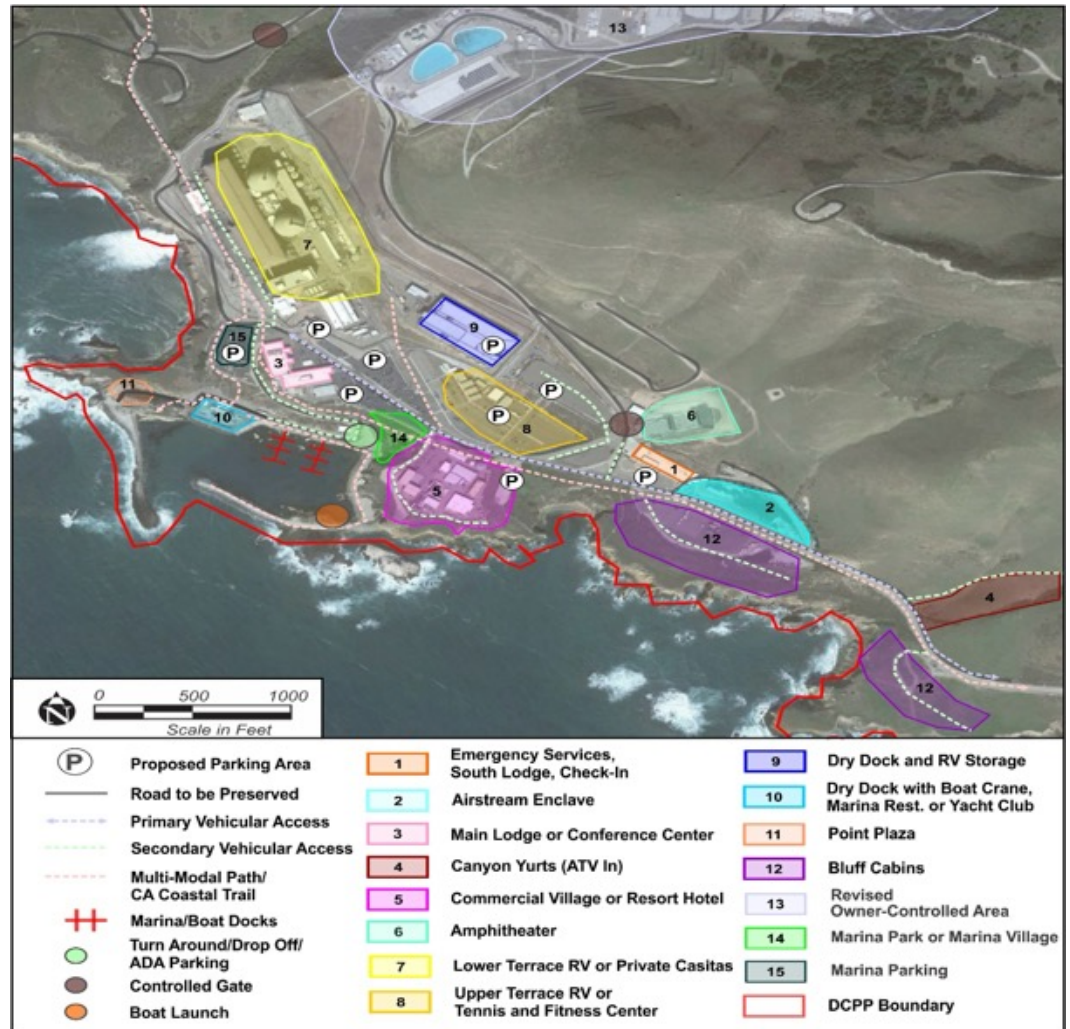 13
7
9
P
P
15
P
P
3
P
P
11
P
6
10
8
14
1
P
5
P
2
12
4
12
N
0 500 1000
Scale in Feet
P Proposed Parking Area
Road to be Preserved
Primary Vehicular Access
Secondary Vehicular Access
Multi-Modal Path/
CA Coastal Trail
Marina/Boat Docks
Turn Around/Drop Off/
ADA Parking
Controlled Gate
Boat Launch
1 Emergency Services,
South Lodge, Check-In
2 Airstream Enclave
3 Main Lodge or Conference Center
4 Canyon Yurts (ATV In)
5 Commercial Village or Resort Hotel
6 Amphitheater
7 Lower Terrace RV or Private Casitas
8 Upper Terrace RV or
Tennis and Fitness Center
9 Dry Dock and RV Storage
10 Dry Dock with Boat Crane,
Marina Rest. or Yacht Club
11 Point Plaza
12 Bluff Cabins
13 Revised
Owner-Controlled Area
14 Marina Park or Marina Village
15 Marina Parking
DCPP Boundary